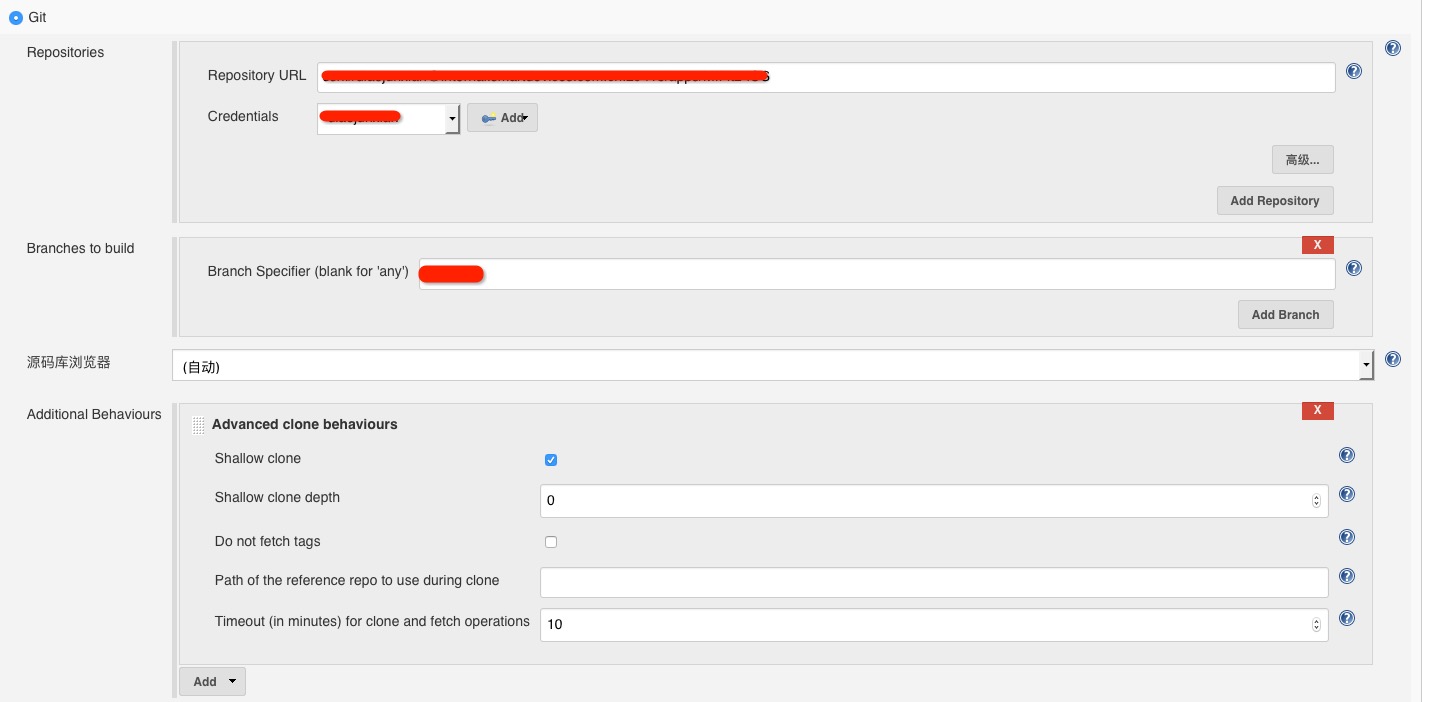 Git
Repositories
Repository URL
Credentials
Add
高级...
Add Repository
Branches to build
X
Branch Specifier (blank for 'any')
Add Branch
源码库浏览器
(自动)
Additional Behaviours
X
Advanced clone behaviours
Shallow clone
Shallow clone depth
0
Do not fetch tags
Path of the reference repo to use during clone
Timeout (in minutes) for clone and fetch operations
10
Add